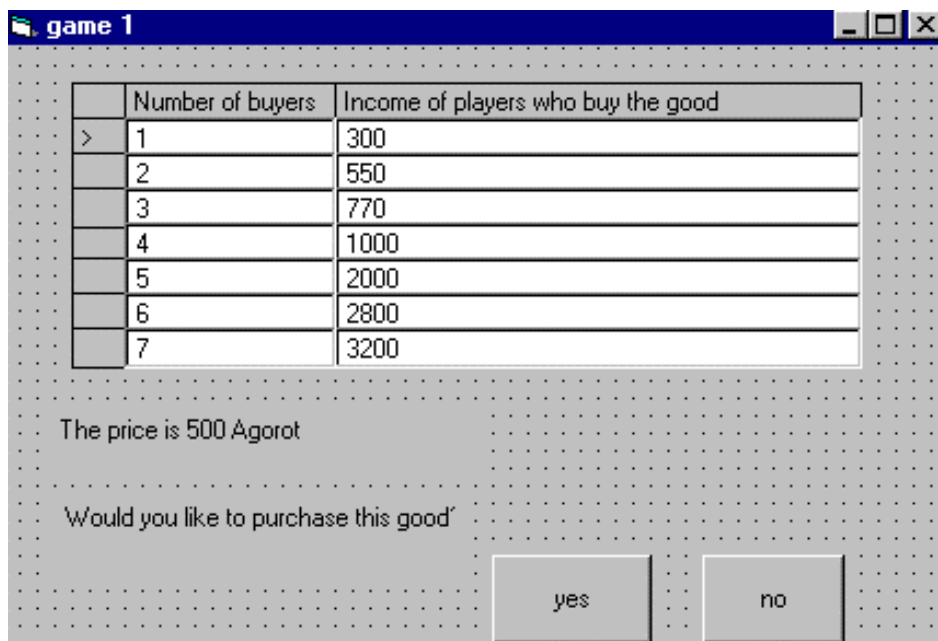 game 1
Number of buyers Income of players who buy the good
> 1 300
2 550
3 770
4 1000
5 2000
6 2800
7 3200
The price is 500 Agorot
Would you like to purchase this good
yes no